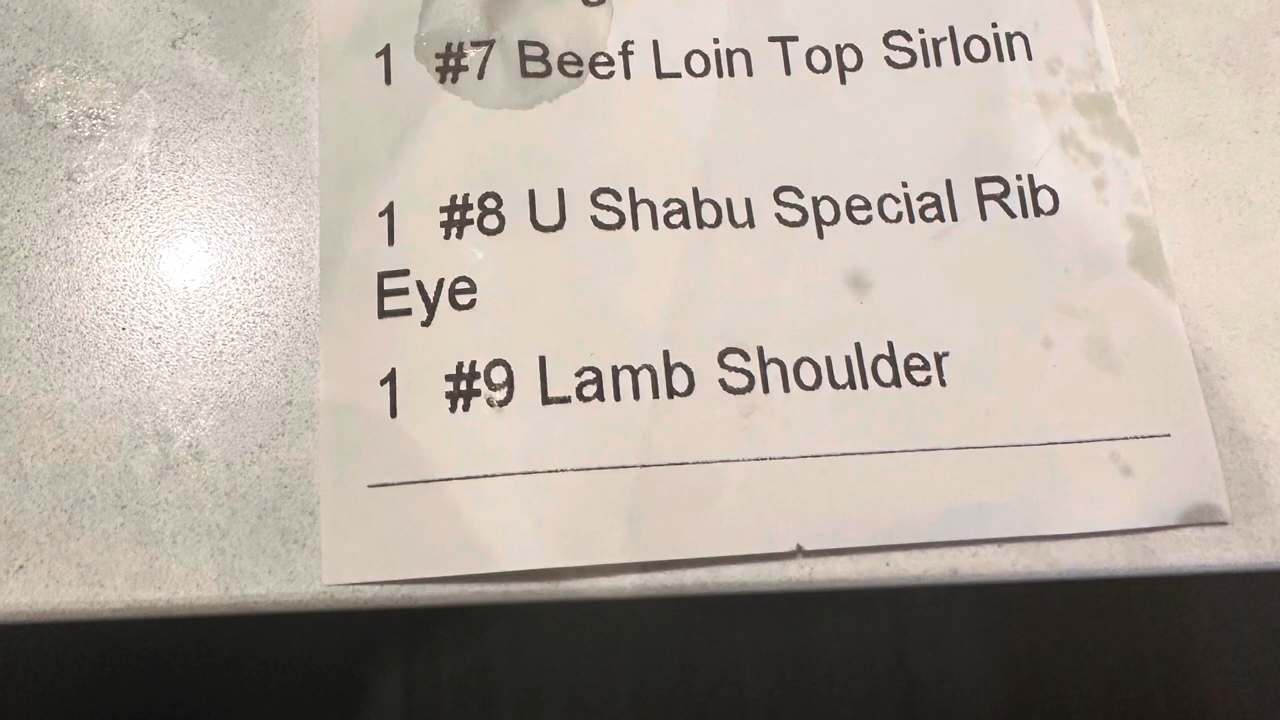 1 #7 Beef Loin Top Sirloin
1 #8 U Shabu Special Rib
Eye
1 #9 Lamb Shoulder